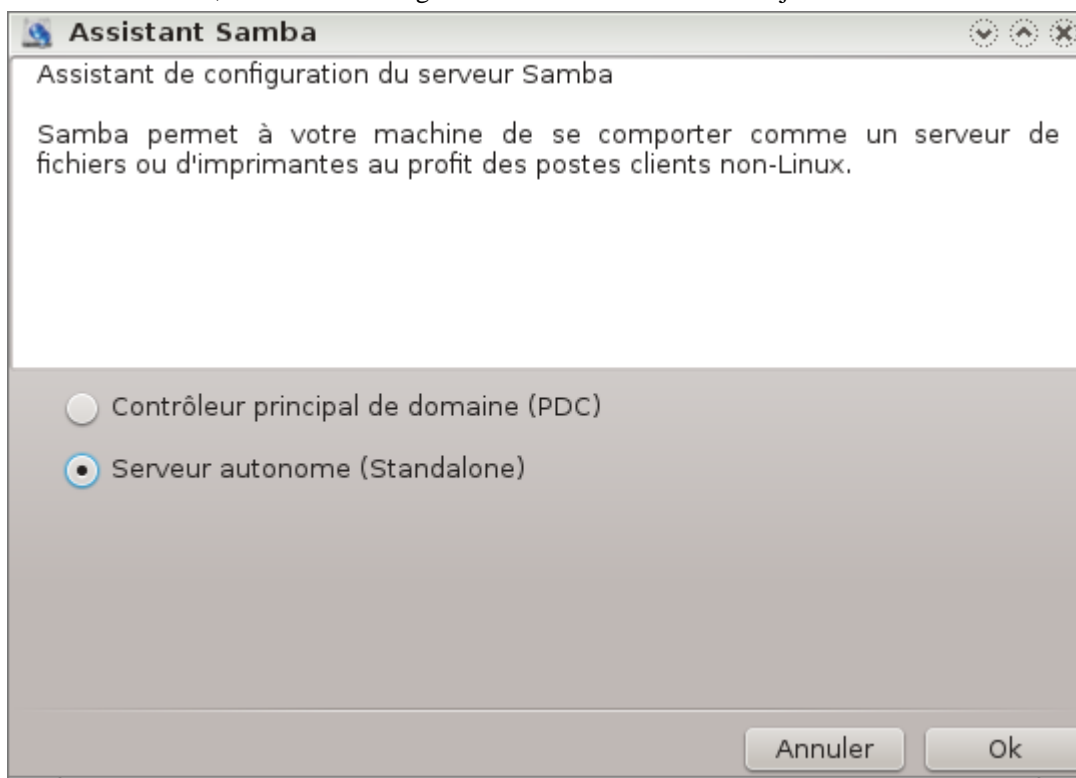 Assistant Samba
Assistant de configuration du serveur Samba
Samba permet à votre machine de se comporter comme un serveur de
fichiers ou d'imprimantes au profit des postes clients non-Linux.
Contrôleur principal de domaine (PDC)
Serveur autonome (Standalone)
Annuler
Ok